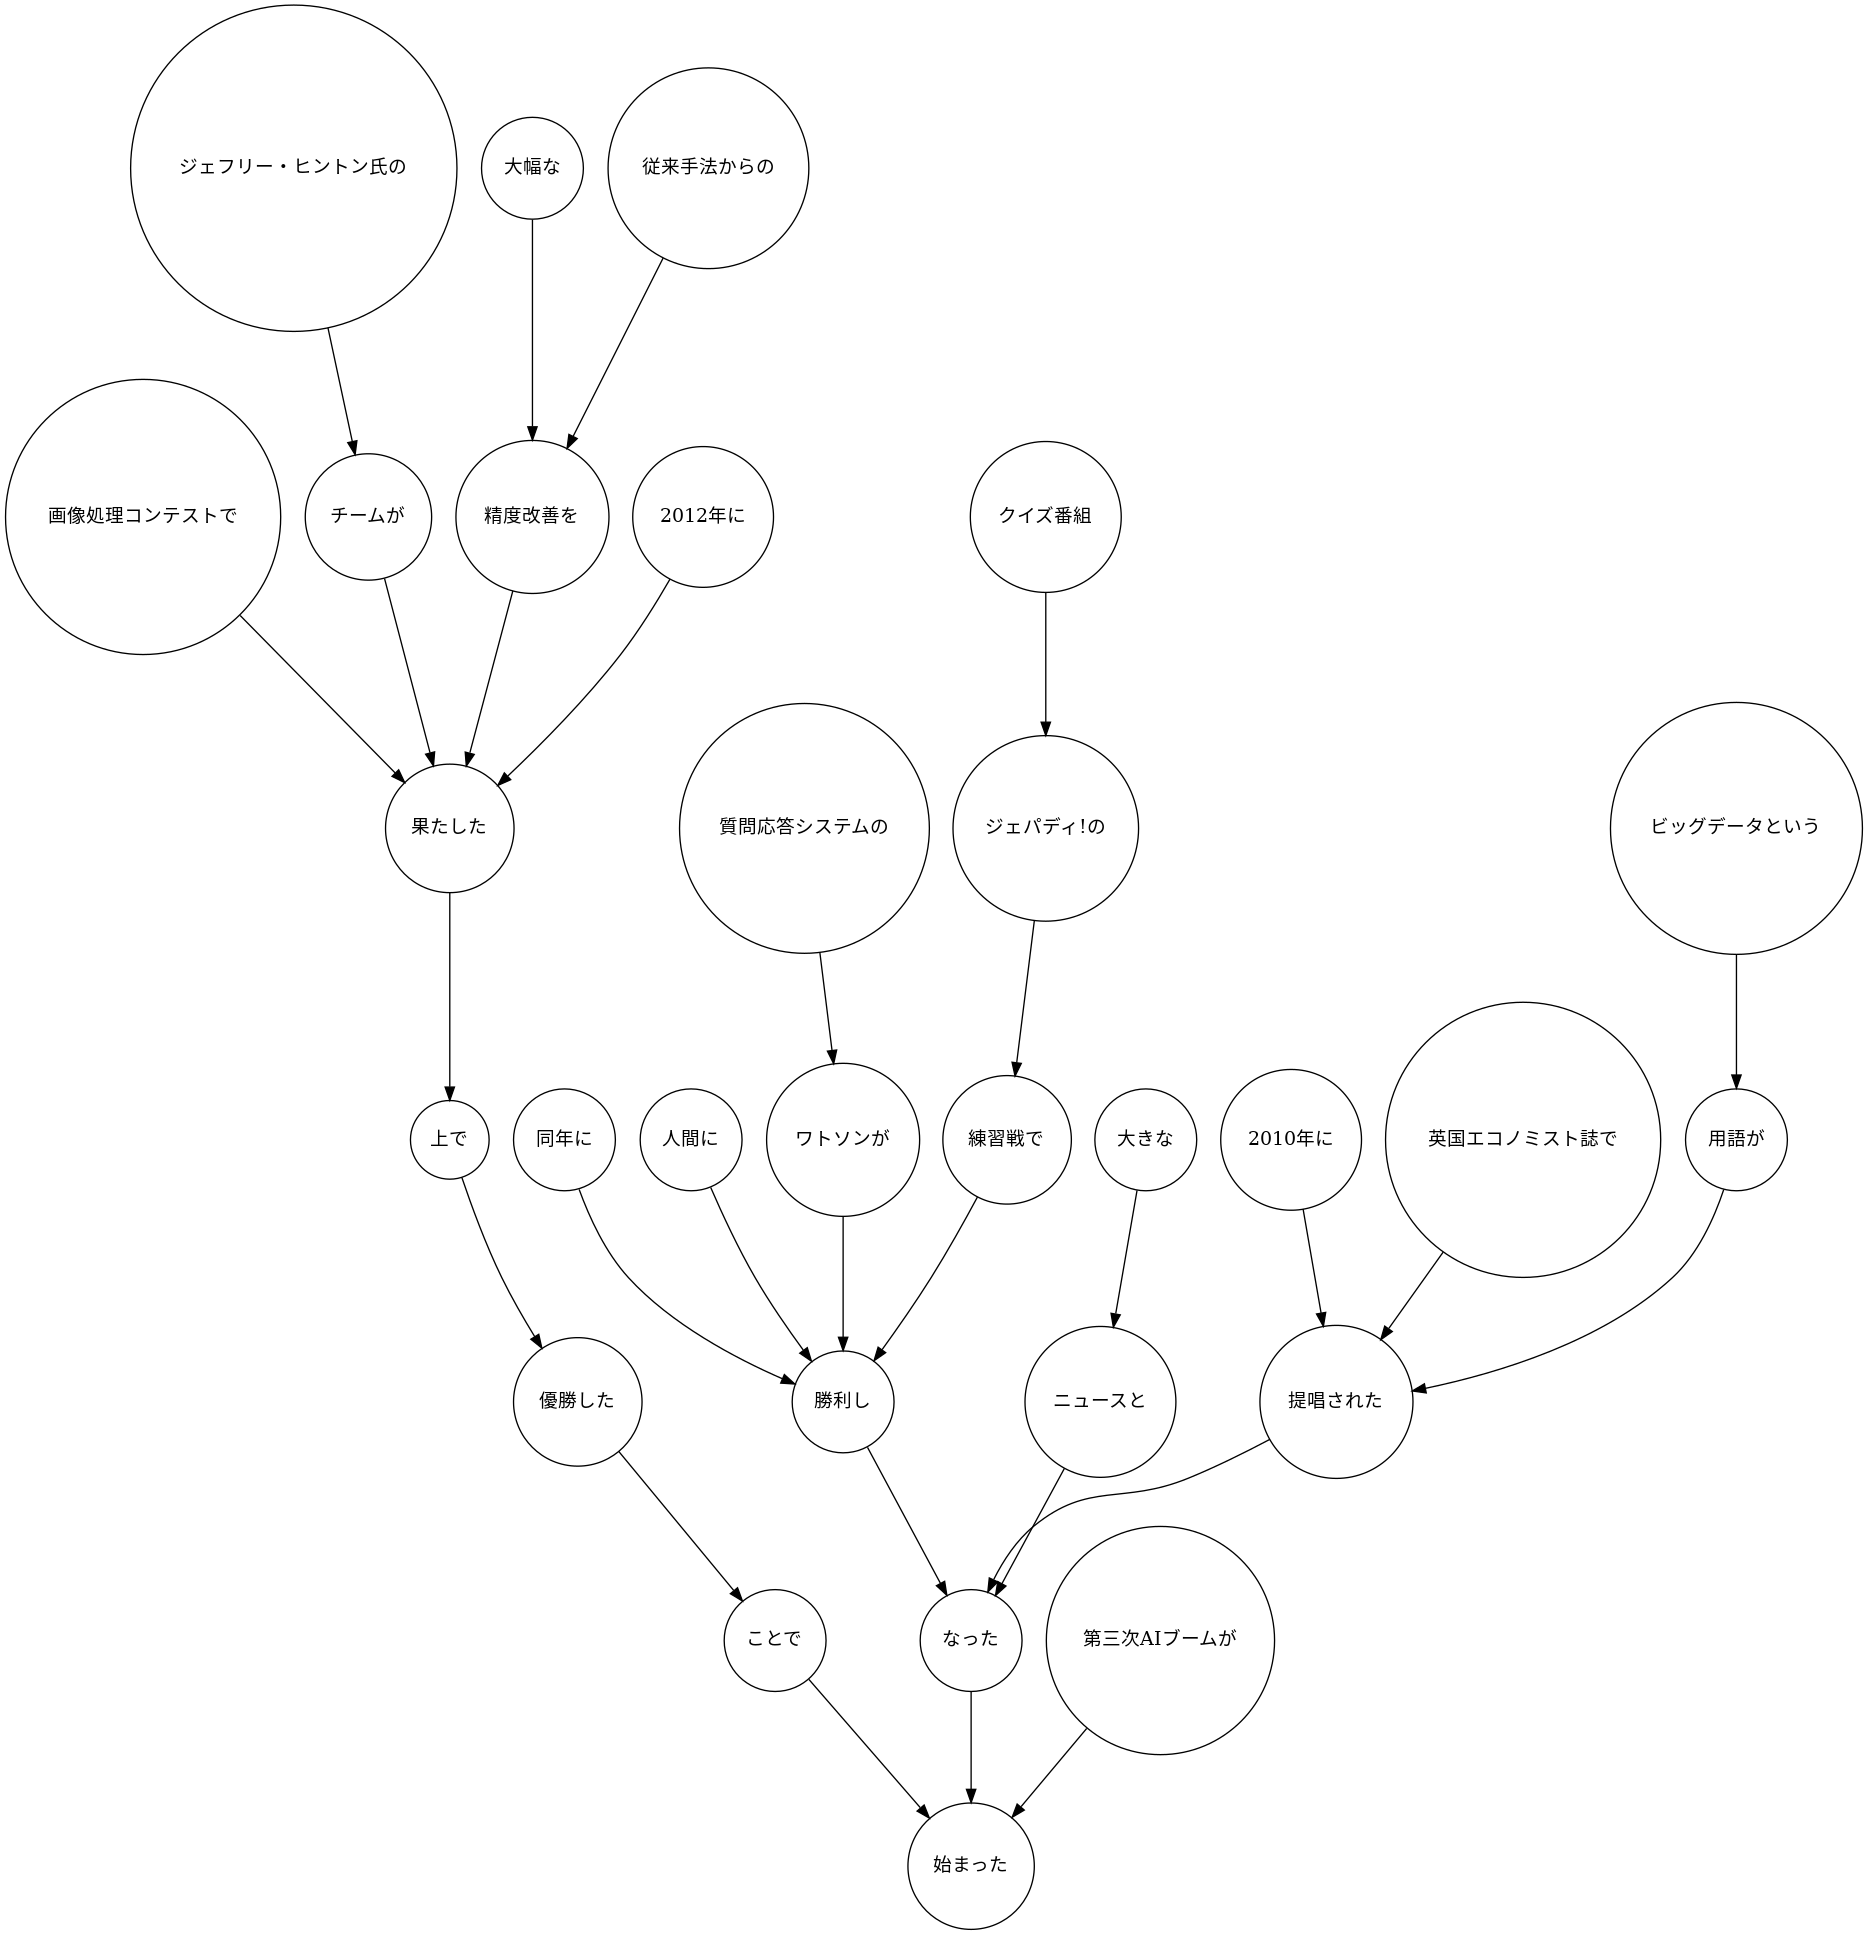 ジェフリー・ヒントン氏の
大幅な
従来手法からの
画像処理コンテストで
チームが
精度改善を
2012年に
クイズ番組
果たした
質問応答システムの
ジェパディ!の
ビッグデータという
上で
同年に
人間に
ワトソンが
練習戦で
大きな
2010年に
英国エコノミスト誌で
用語が
優勝した
勝利し
ニュースと
提唱された
ことで
なった
第三次AIブームが
始まった